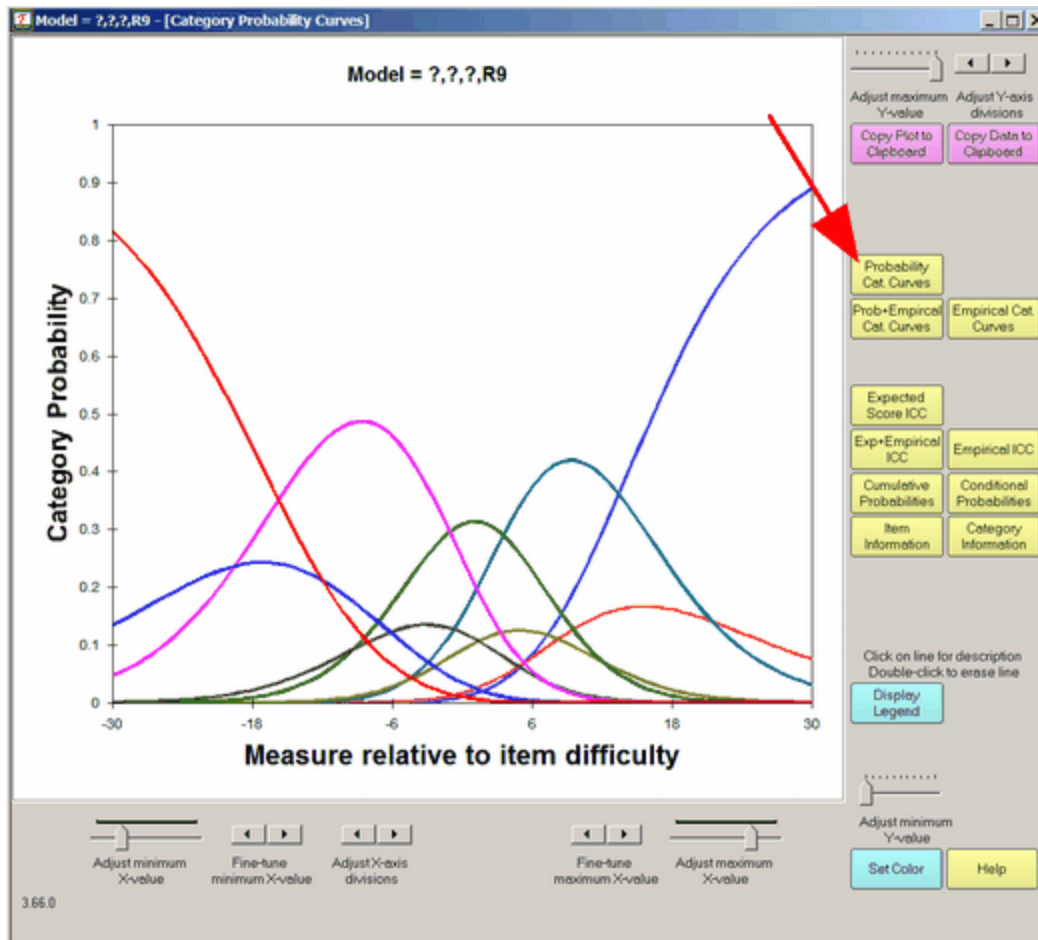 Model = ?,?,?,R9 - [Category Probability Curves]
Model = ?,?,?,R9
Category Probability
1
0.9
0.8
0.7
0.6
0.5
0.4
0.3
0.2
0.1
0
-30
-18
-6
6
18
30
Measure relative to item difficulty
Adjust maximum
Y-value
Adjust Y-axis
divisions
Copy Plot to
Clipboard
Copy Data to
Clipboard
Probability
Cat. Curves
Prob+Empircal
Cat. Curves
Empirical Cat.
Curves
Expected
Score ICC
Exp+Empirical
ICC
Empirical ICC
Cumulative
Probabilities
Conditional
Probabilities
Item
Information
Category
Information
Click on line for description
Double-click to erase line
Display
Legend
Adjust minimum
Y-value
Set Color
Help
Adjust minimum
X-value
Fine-tune
minimum X-value
Adjust X-axis
divisions
Fine-tune
maximum X-value
Adjust maximum
X-value
3.66.0